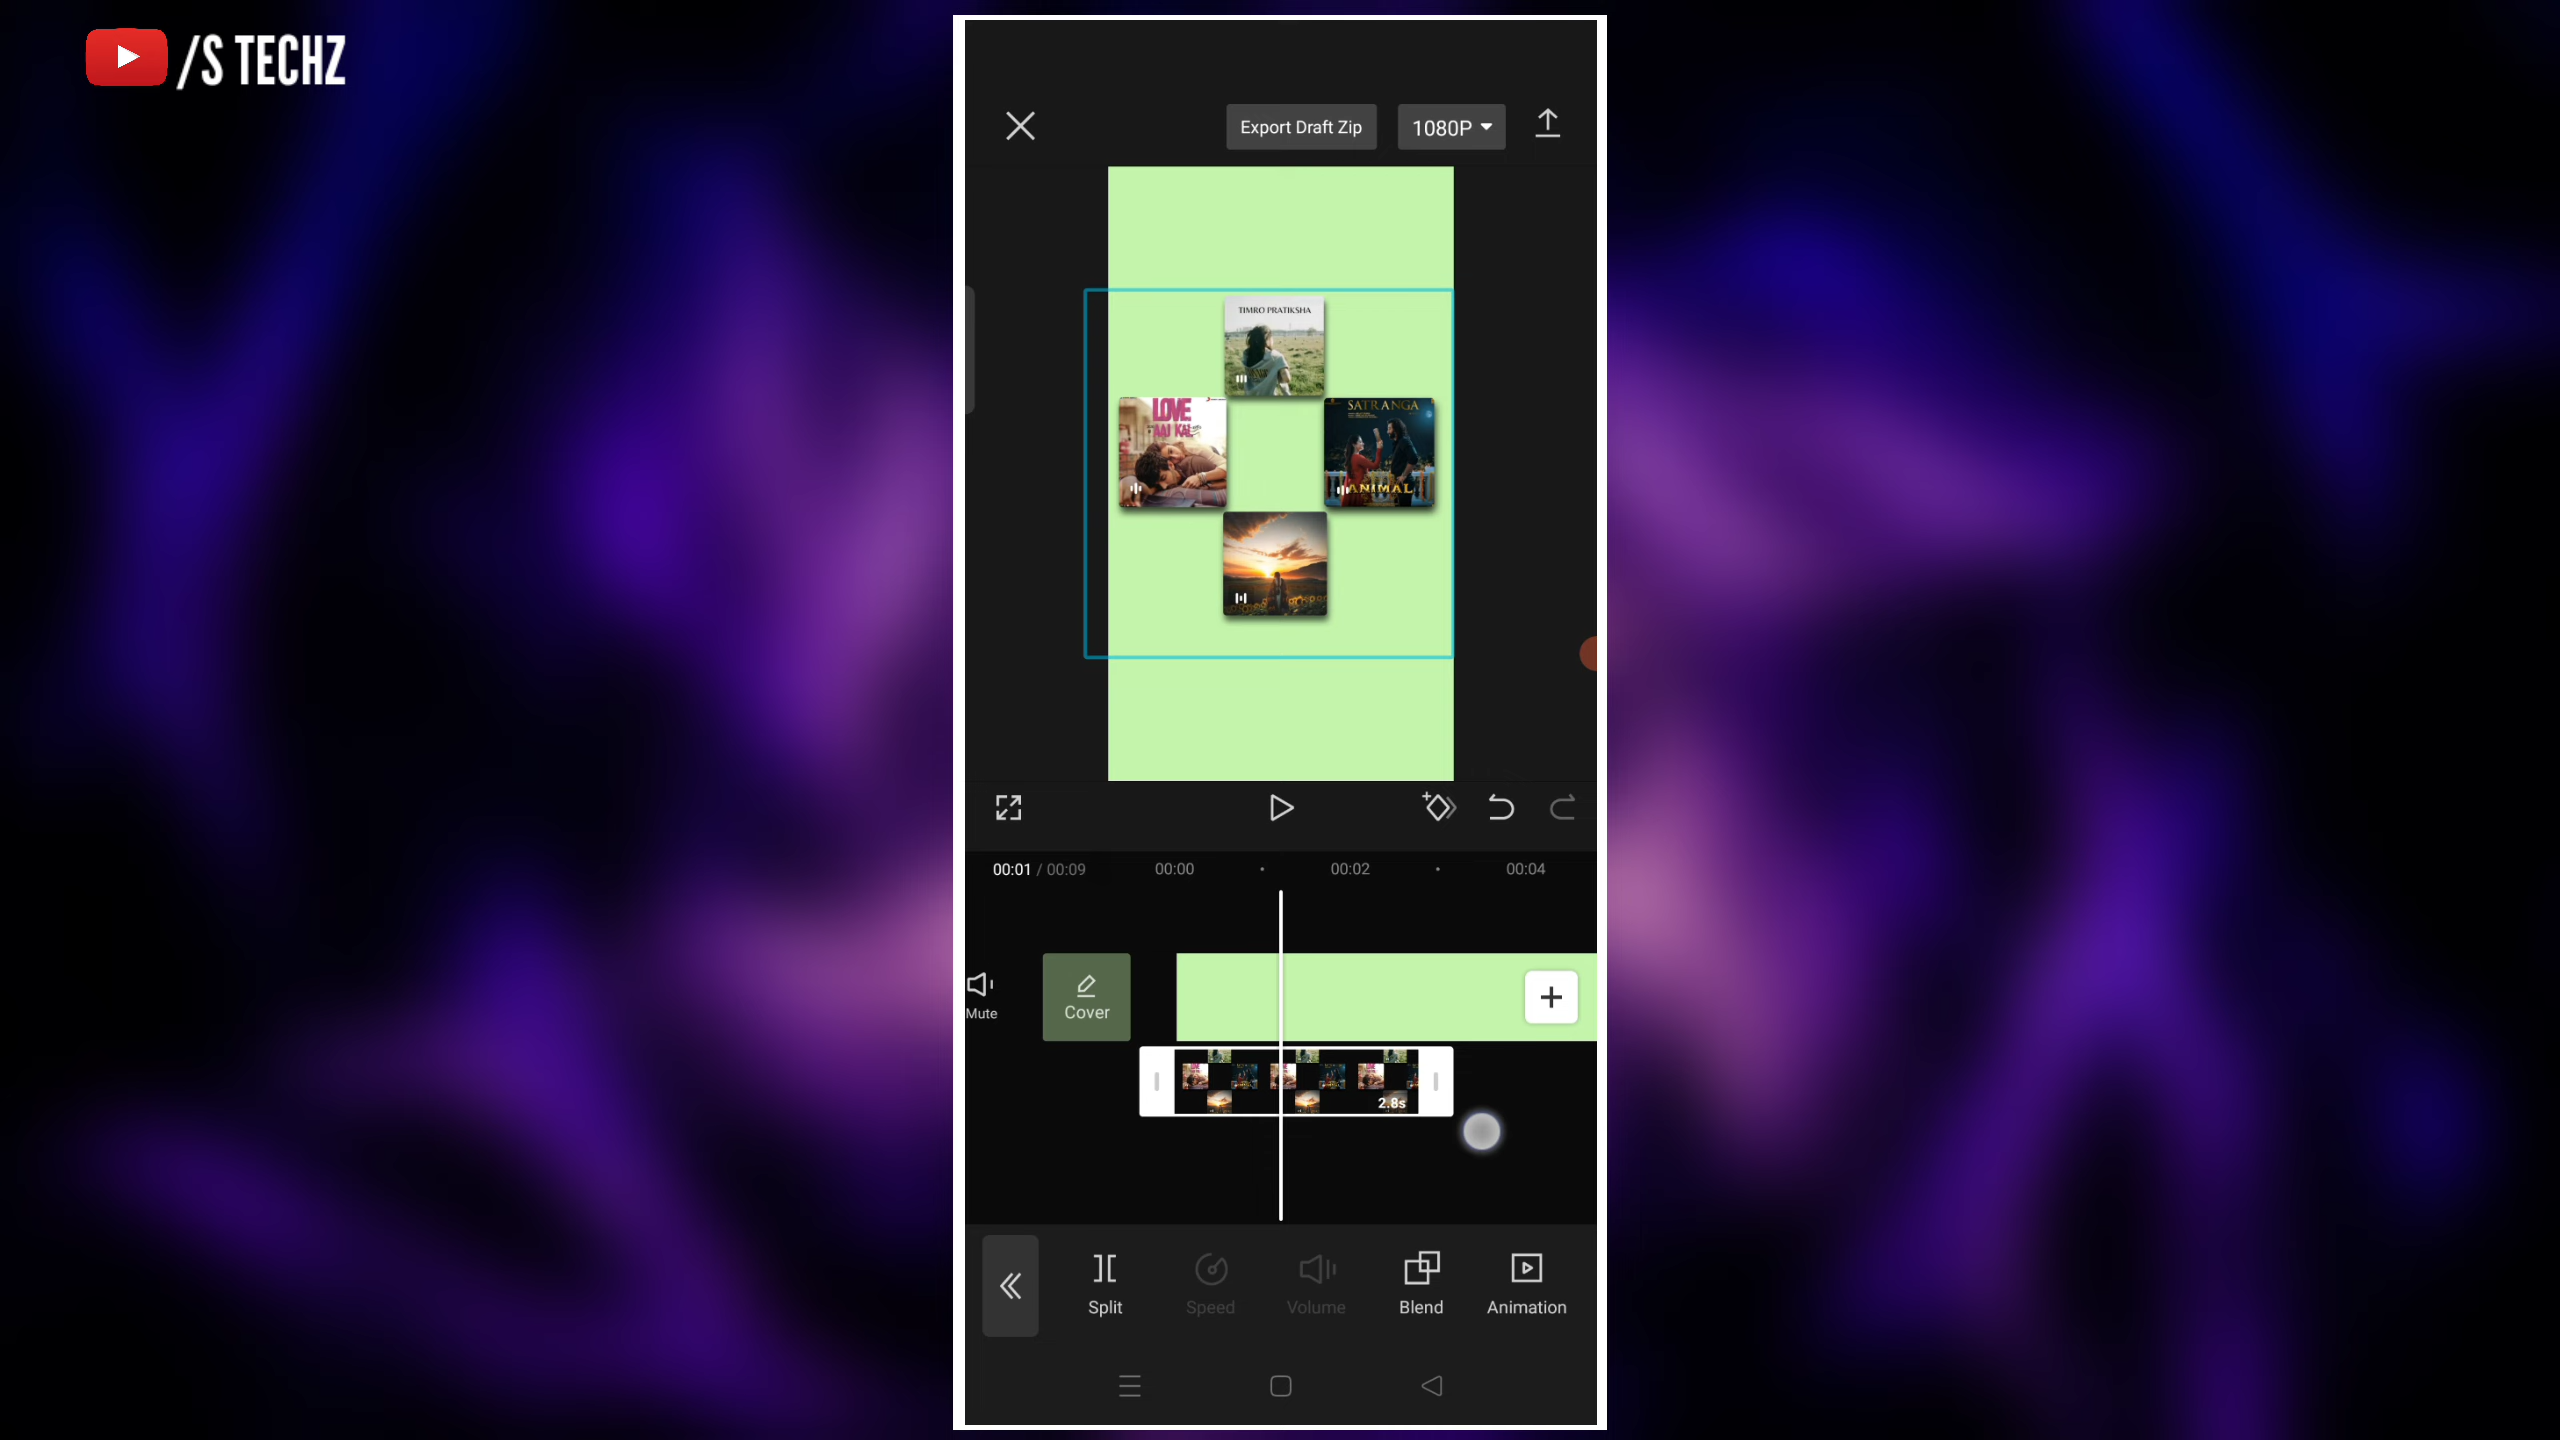 /S TECHZ
Export Draft Zip
1080P
TIMRO PRATIKSHA
LOVE
AAJ KAL
SATRANGA
ANIMAL
00:01 / 00:09
00:00
00:02
00:04
Mute
Cover
2.8s
Split
Speed
Volume
Blend
Animation